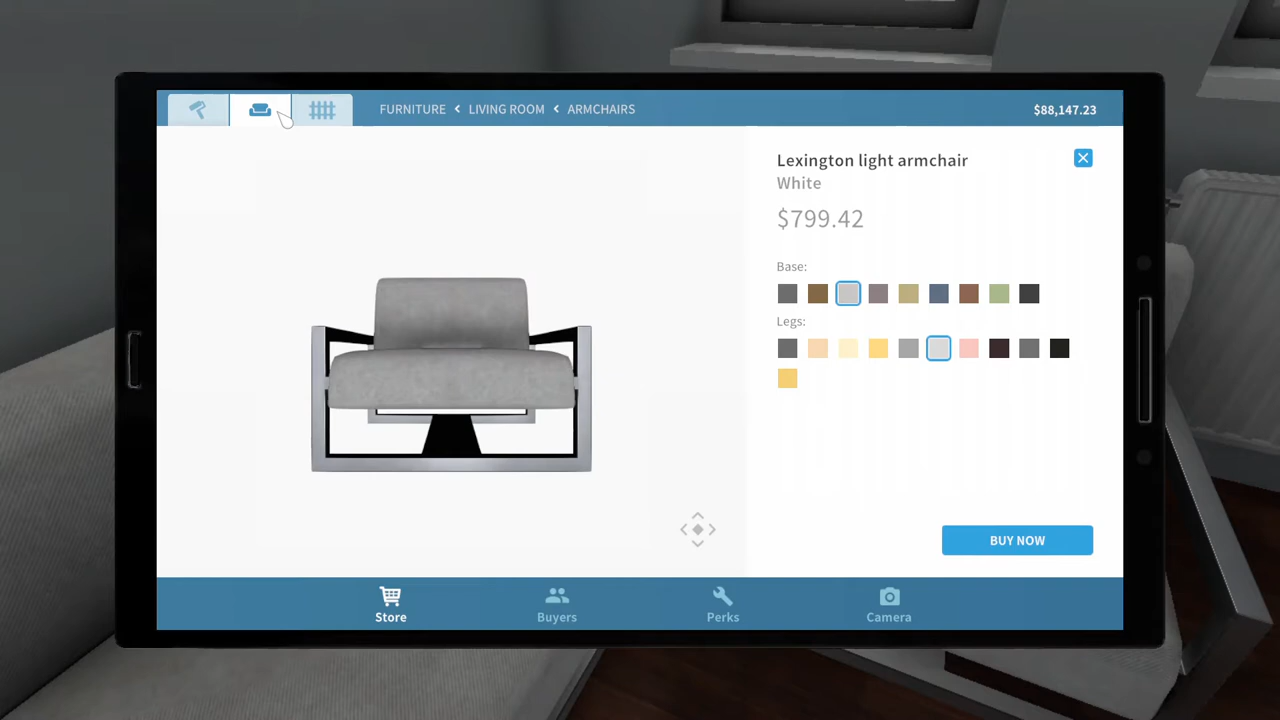 FURNITURE < LIVING ROOM < ARMCHAIRS
$88,147.23
Lexington light armchair
White
$799.42
Base:
Legs:
BUY NOW
Store
Buyers
Perks
Camera